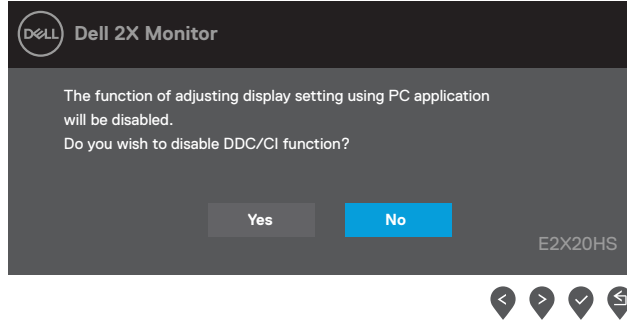 DELL Dell 2X Monitor
The function of adjusting display setting using PC application
will be disabled.
Do you wish to disable DDC/CI function?
Yes No
E2X20HS